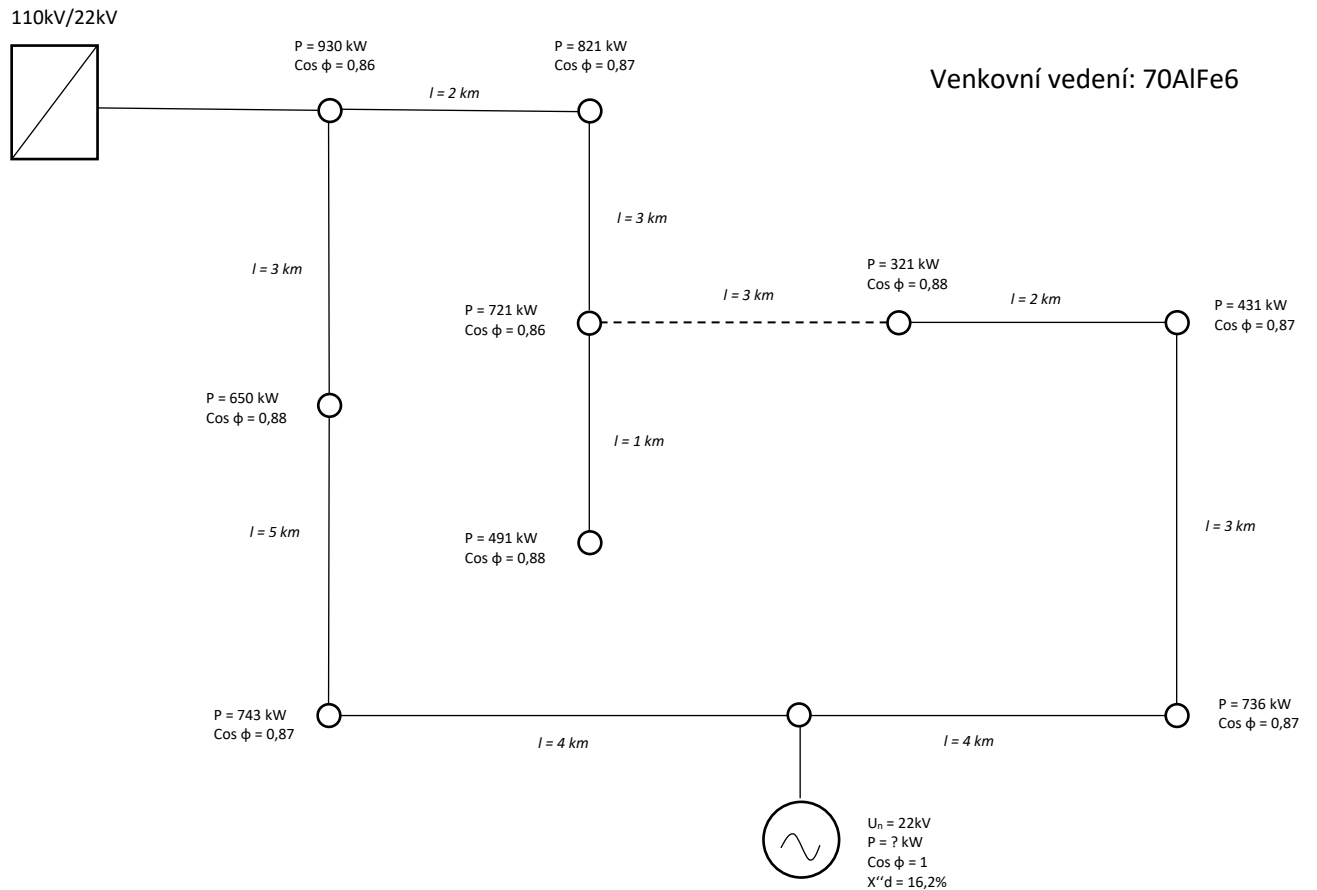 110kV/22kV
P = 930 kW
Cos ϕ = 0,86
P = 821 kW
Cos ϕ = 0,87
Venkovní vedení: 70AlFe6
l = 2 km
l = 3 km
l = 3 km
P = 321 kW
Cos ϕ = 0,88
l = 3 km
l = 2 km
P = 431 kW
Cos ϕ = 0,87
P = 721 kW
Cos ϕ = 0,86
P = 650 kW
Cos ϕ = 0,88
l = 1 km
l = 5 km
P = 491 kW
Cos ϕ = 0,88
l = 3 km
P = 743 kW
Cos ϕ = 0,87
l = 4 km
l = 4 km
P = 736 kW
Cos ϕ = 0,87
Uₙ = 22kV
P = ? kW
Cos ϕ = 1
X‘‘d = 16,2%